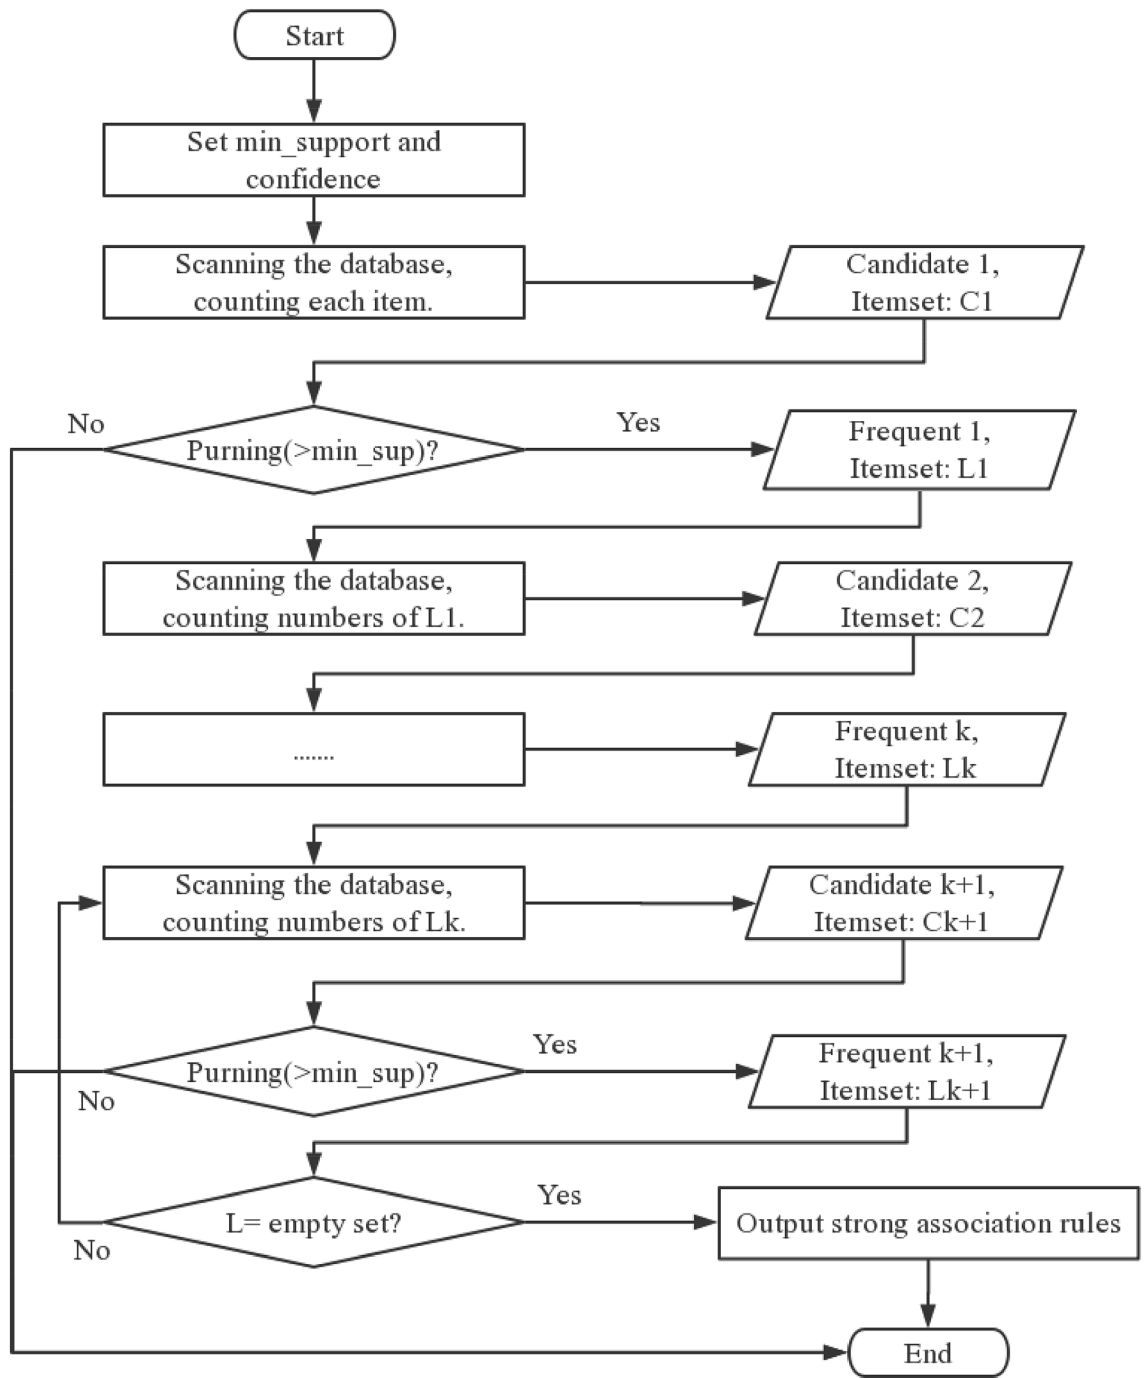 Start
Set min_support and
confidence
Scanning the database,
counting each item.
Candidate 1,
Itemset: C1
No
Purning(>min_sup)?
Yes
Frequent 1,
Itemset: L1
Scanning the database,
counting numbers of L1.
Candidate 2,
Itemset: C2
.......
Frequent k,
Itemset: Lk
Scanning the database,
counting numbers of Lk.
Candidate k+1,
Itemset: Ck+1
Purning(>min_sup)?
Yes
No
Frequent k+1,
Itemset: Lk+1
L= empty set?
Yes
No
Output strong association rules
End